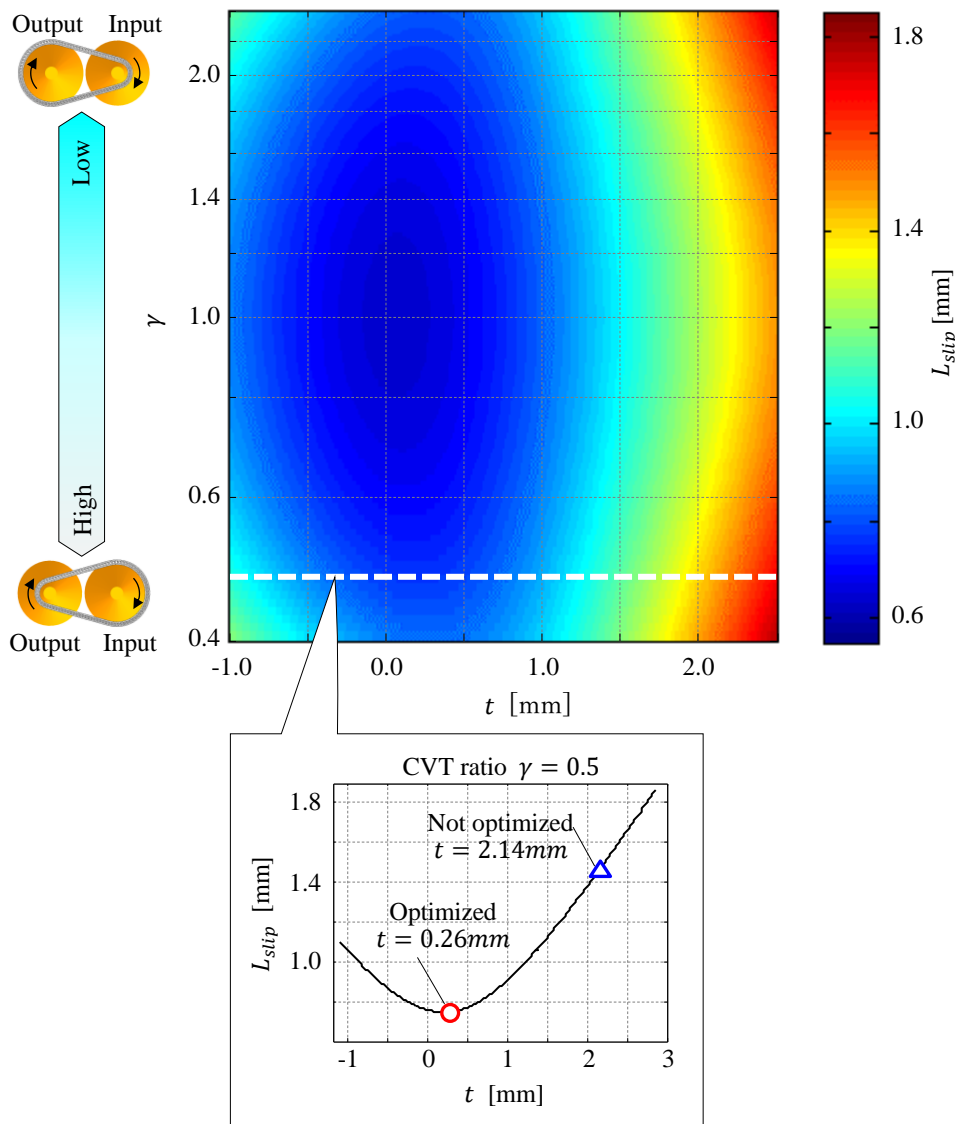 Output Input
Low
High
Output Input
γ
2.0
1.4
1.0
0.6
0.4
-1.0 0.0 1.0 2.0
t [mm]
1.8
1.4
1.0
0.6
L_slip [mm]
CVT ratio γ = 0.5
L_slip [mm]
1.8
1.4
1.0
Not optimized
t = 2.14mm
Optimized
t = 0.26mm
-1 0 1 2 3
t [mm]